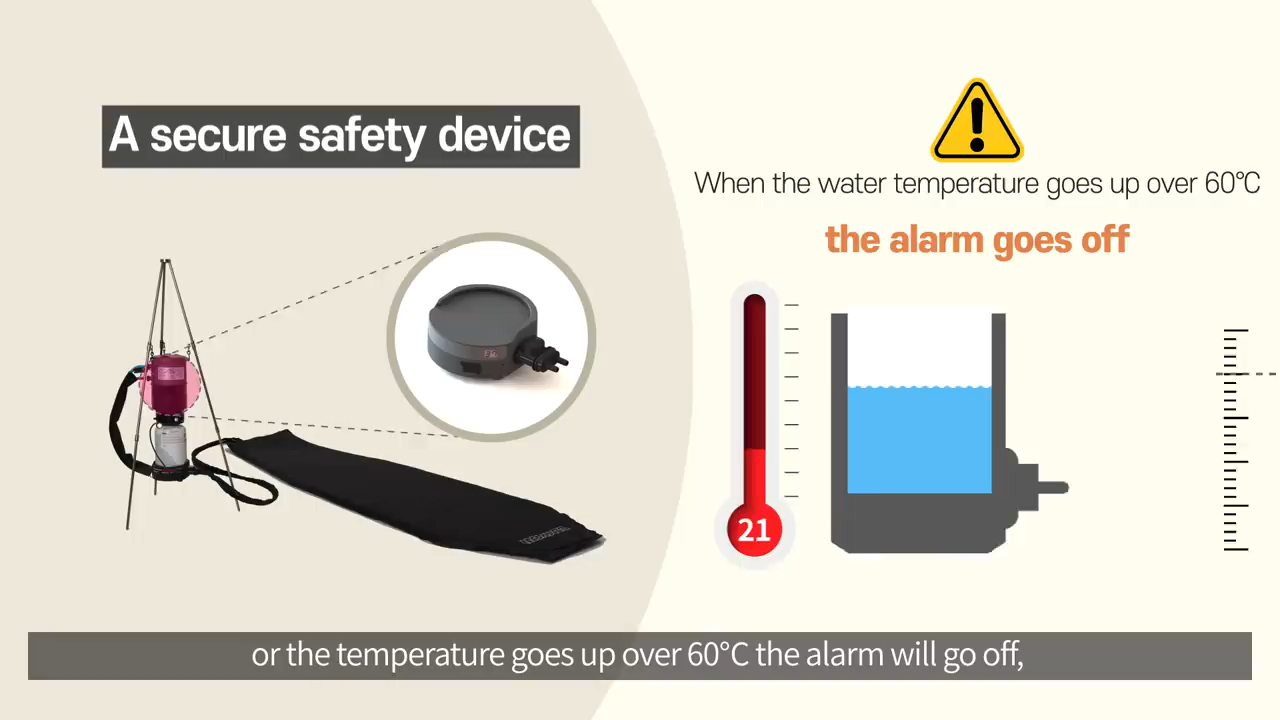 A secure safety device
When the water temperature goes up over 60°C
the alarm goes off
21
or the temperature goes up over 60°C the alarm will go off,